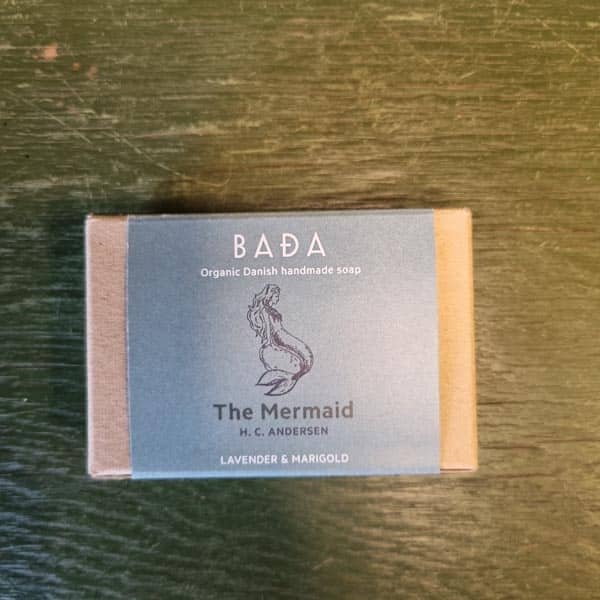 BAÐA
Organic Danish handmade soap
The Mermaid
H. C. ANDERSEN
LAVENDER & MARIGOLD